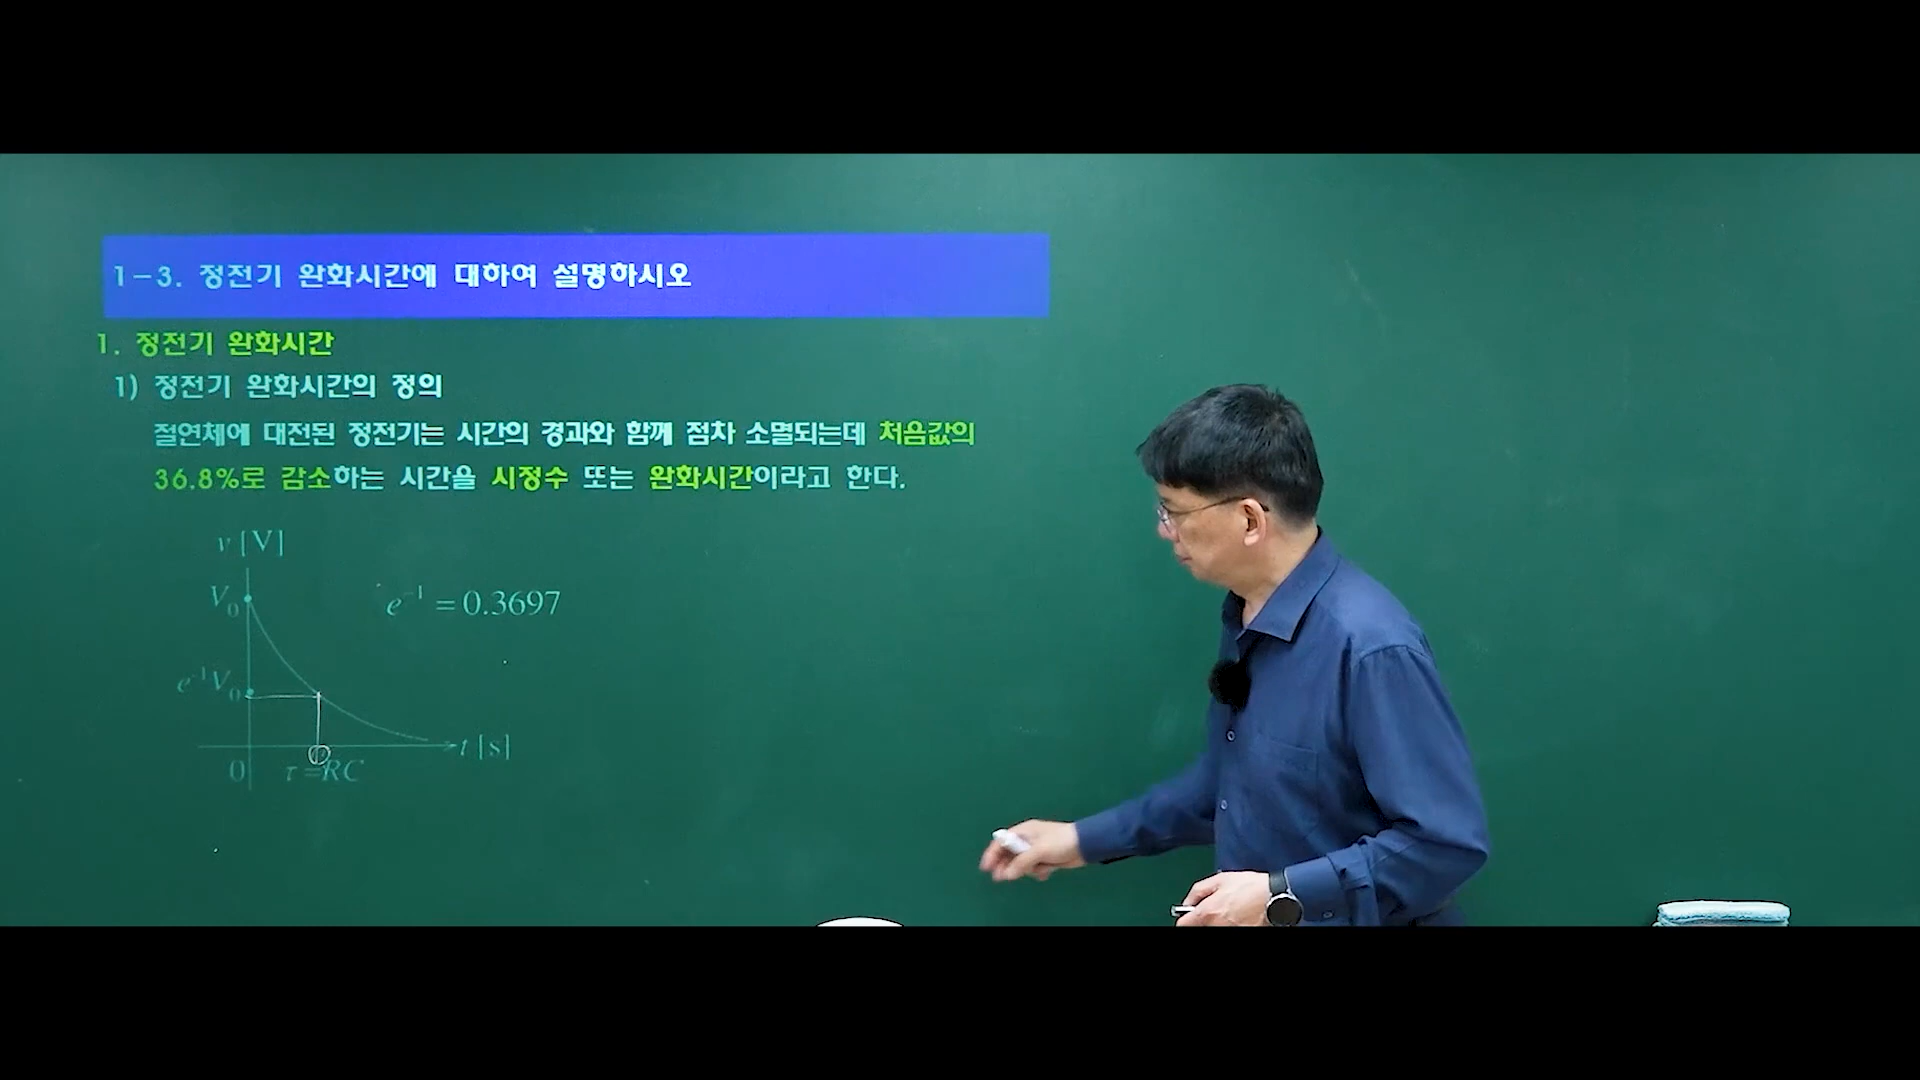 1-3. 정전기 완화시간에 대하여 설명하시오
1. 정전기 완화시간
1) 정전기 완화시간의 정의
절연체에 대전된 정전기는 시간의 경과와 함께 점차 소멸되는데 처음값의
36.8%로 감소하는 시간을 시정수 또는 완화시간이라고 한다.
v [V]
V₀
e⁻¹ = 0.3697
e⁻¹V₀
t [s]
0
τ = RC